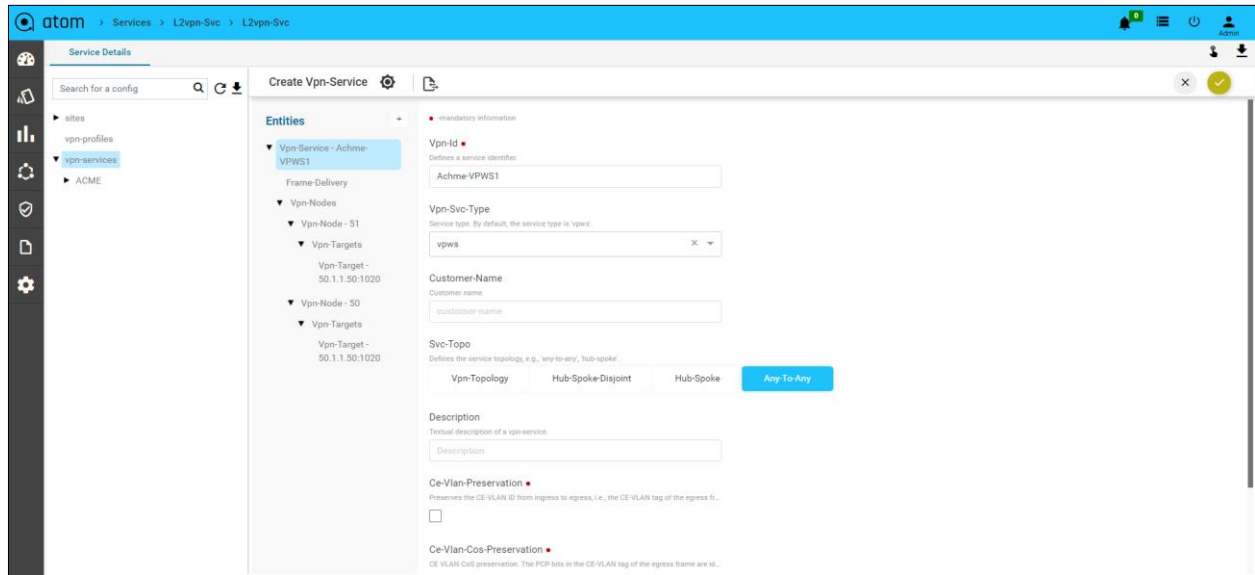 atom > Services > L2vpn-Svc > L2vpn-Svc
0
Admin
Service Details
Search for a config
Create Vpn-Service
sites
vpn-profiles
vpn-services
ACME
Entities
+
Vpn-Service - Achme-
VPWS1
Frame-Delivery
Vpn-Nodes
Vpn-Node - 51
Vpn-Targets
Vpn-Target -
50.1.1.50:1020
Vpn-Node - 50
Vpn-Targets
Vpn-Target -
50.1.1.50:1020
-mandatory information
Vpn-Id
Defines a service identifier.
Achme-VPWS1
Vpn-Svc-Type
Service type. By default, the service type is 'vpws'.
vpws
Customer-Name
Customer name.
customer-name
Svc-Topo
Defines the service topology, e.g., 'any-to-any', 'hub-spoke'.
Vpn-Topology Hub-Spoke-Disjoint Hub-Spoke Any-To-Any
Description
Textual description of a vpn-service.
Description
Ce-Vlan-Preservation
Preserves the CE-VLAN ID from ingress to egress, i.e., the CE-VLAN tag of the egress fr...
Ce-Vlan-Cos-Preservation
CE VLAN CoS preservation. The PCP bits in the CE-VLAN tag of the egress frame are id...